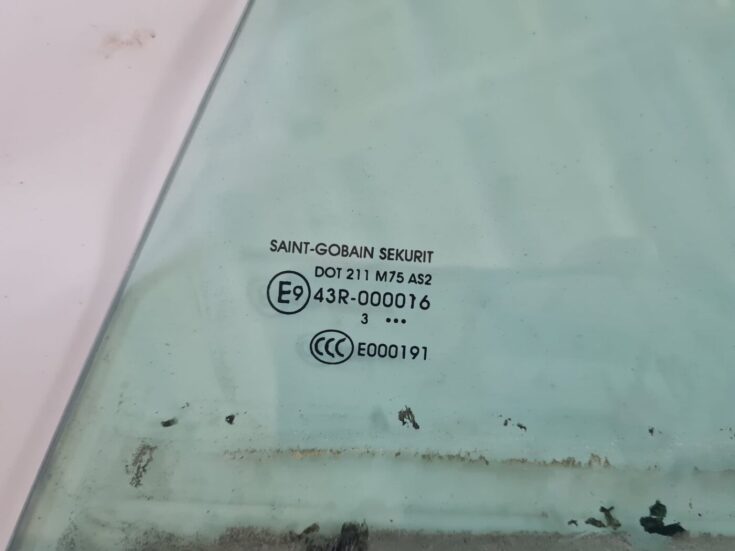 SAINT-GOBAIN SEKURIT
DOT 211 M75 AS2
E9 43R-000016
3 •••
CCC E000191